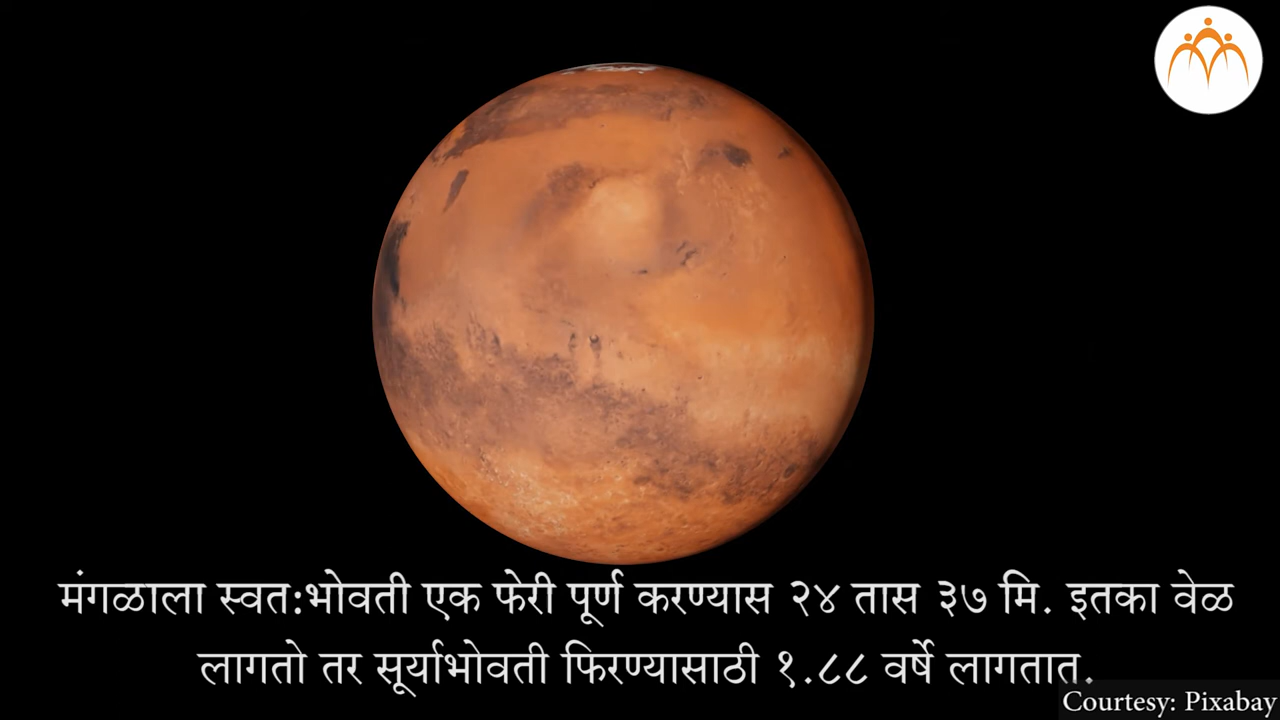 मंगळाला स्वत:भोवती एक फेरी पूर्ण करण्यास २४ तास ३७ मि. इतका वेळ
लागतो तर सूर्याभोवती फिरण्यासाठी १.८८ वर्षे लागतात.
Courtesy: Pixabay